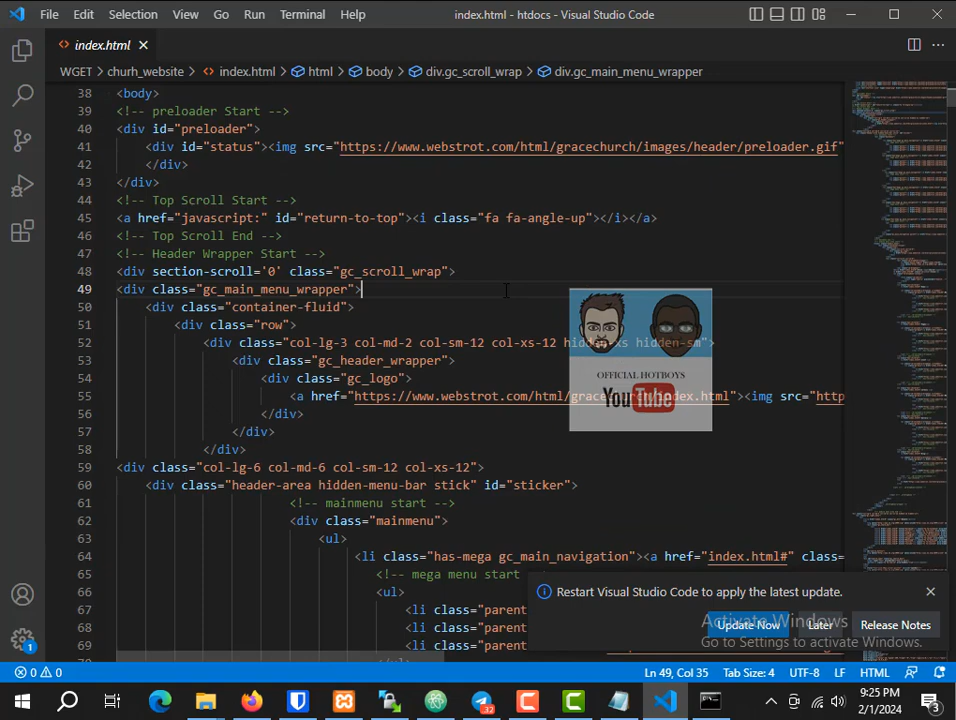 File Edit Selection View Go Run Terminal Help index.html - htdocs - Visual Studio Code
index.html
WGET churh_website index.html html body div.gc_scroll_wrap div.gc_main_menu_wrapper
38 <body>
39 <!-- preloader Start -->
40 <div id="preloader">
41 <div id="status"><img src="https://www.webstrot.com/html/gracechurch/images/header/preloader.gif"
42 </div>
43 </div>
44 <!-- Top Scroll Start -->
45 <a href="javascript:" id="return-to-top"><i class="fa fa-angle-up"></i></a>
46 <!-- Top Scroll End -->
47 <!-- Header Wrapper Start -->
48 <div section-scroll='0' class="gc_scroll_wrap">
49 <div class="gc_main_menu_wrapper">
50 <div class="container-fluid">
51 <div class="row">
52 <div class="col-lg-3 col-md-2 col-sm-12 col-xs-12 hidden-xs hidden-sm">
53 <div class="gc_header_wrapper">
54 <div class="gc_logo">
OFFICIAL HOTBOYS
YouTube
55 <a href="https://www.webstrot.com/html/gracechurch/index.html"><img src="http
56 </div>
57 </div>
58 </div>
59 <div class="col-lg-6 col-md-6 col-sm-12 col-xs-12">
60 <div class="header-area hidden-menu-bar stick" id="sticker">
61 <!-- mainmenu start -->
62 <div class="mainmenu">
63 <ul>
64 <li class="has-mega gc_main_navigation"><a href="index.html#" class=
65 <!-- mega menu start
66 <ul>
67 <li class="parent
68 <li class="parent
69 <li class="parent
Restart Visual Studio Code to apply the latest update.
Update Now Later Release Notes
Activate Windows
Go to Settings to activate Windows.
1
0 0 Ln 49, Col 35 Tab Size: 4 UTF-8 LF HTML
32
9:25 PM
2/1/2024
3